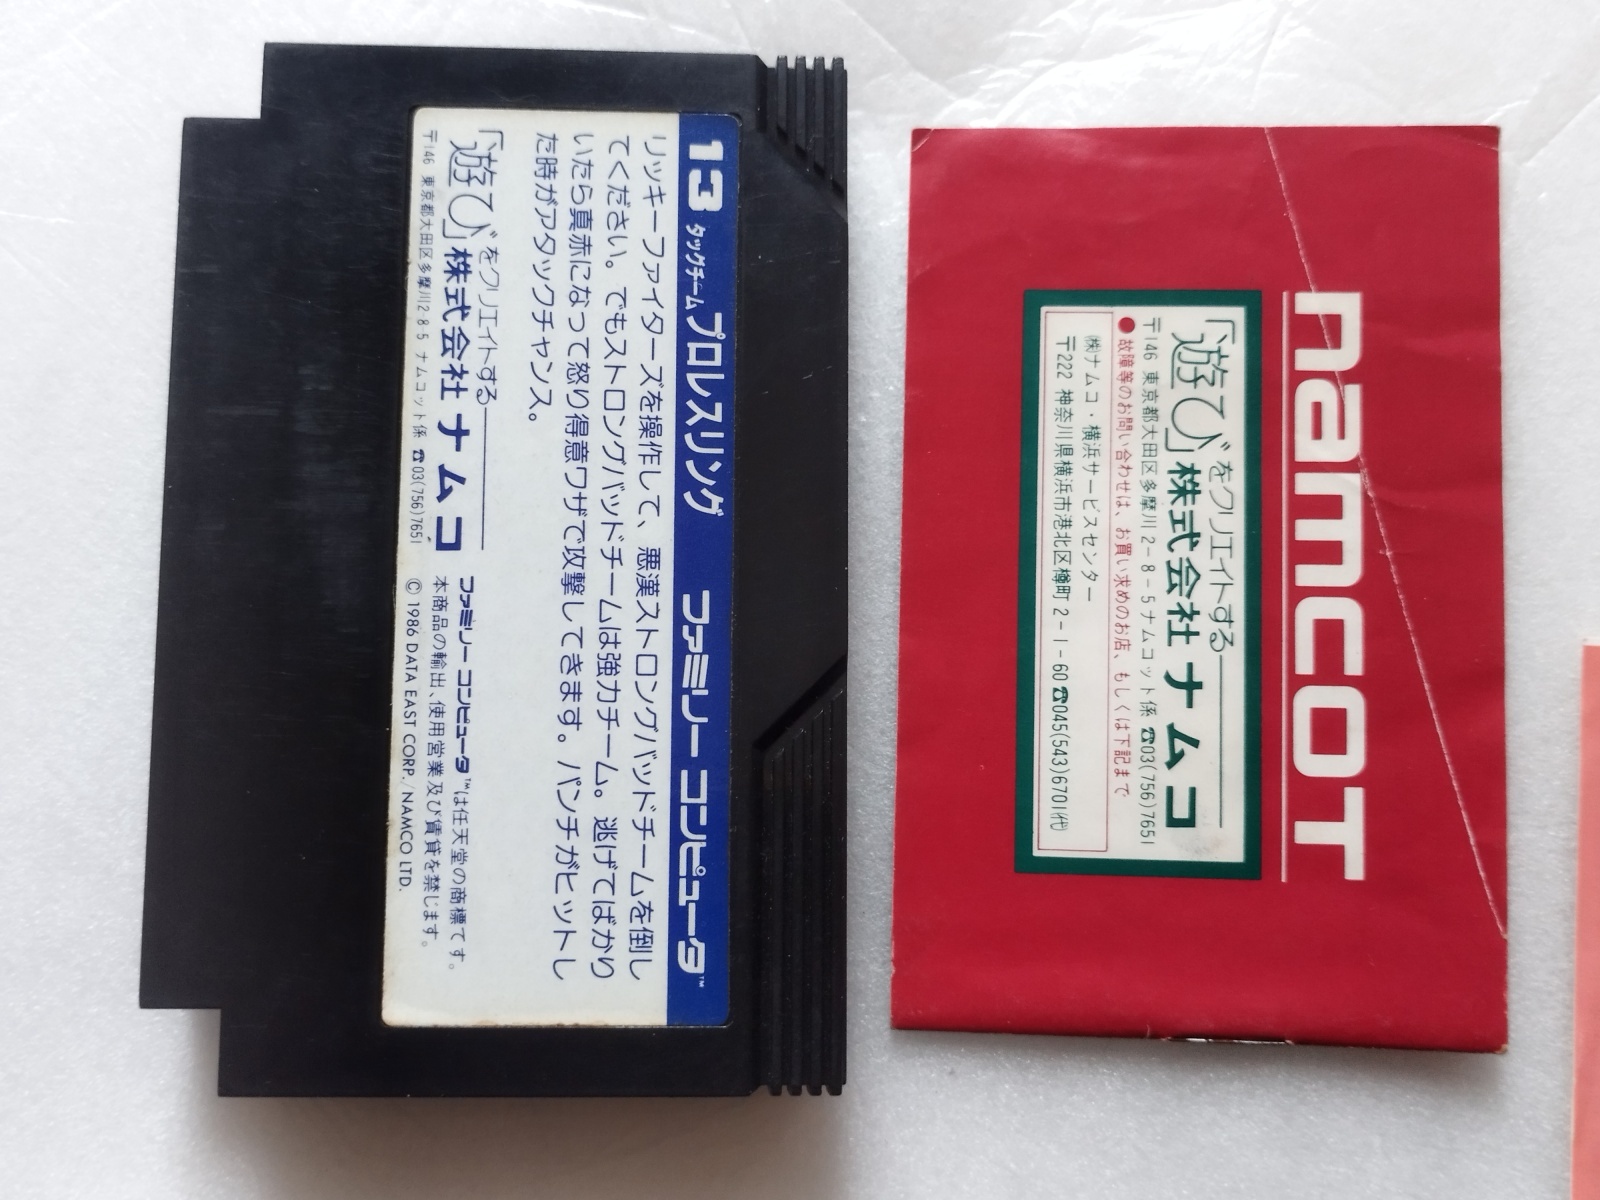 13 タッグチーム プロレスリング ファミリー コンピュータ™
リッキーファイターズを操作して、悪漢ストロングバッドチームを倒し
てください。でもストロングバッドチームは強力チーム。逃げてばかり
いたら真赤になって怒り得意ワザで攻撃してきます。パンチがヒットし
た時がアタックチャンス。
「遊び」をクリエイトする
株式会社 ナムコ
〒146 東京都大田区多摩川2-8-5 ナムコット係 ☎03(756)7651
ファミリー コンピュータ™は任天堂の商標です。
本商品の輸出、使用営業及び賃貸を禁じます。
© 1986 DATA EAST CORP./NAMCO LTD.
namcot
「遊び」をクリエイトする
株式会社 ナムコ
〒146 東京都大田区多摩川2-8-5 ナムコット係 ☎03(756)7651
●故障等のお問い合わせは、お買い求めのお店、もしくは下記まで
㈱ナムコ・横浜サービスセンター
〒222 神奈川県横浜市港北区樽町2-1-60 ☎045(543)6701(代)